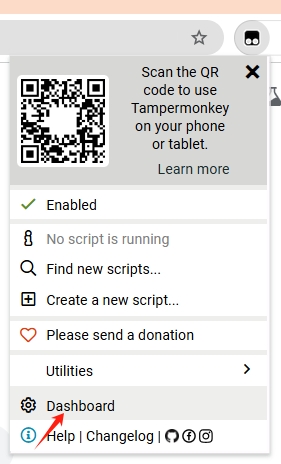 Scan the QR
code to use
Tampermonkey
on your phone
or tablet.
Learn more
Enabled
No script is running
Find new scripts...
Create a new script...
Please send a donation
Utilities
Dashboard
Help | Changelog |